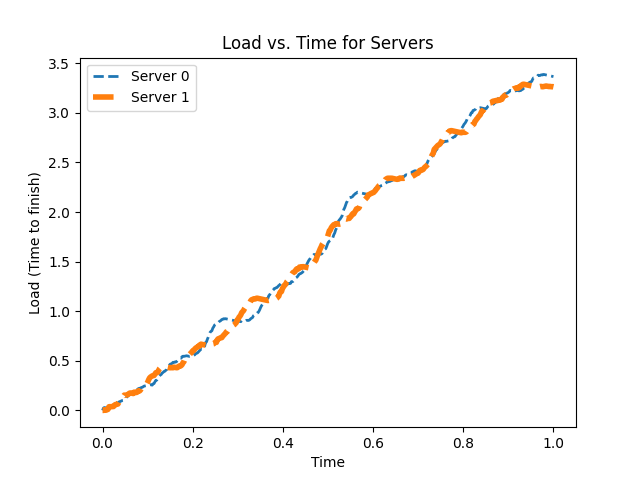 Load vs. Time for Servers
Server 0
Server 1
3.5
3.0
2.5
2.0
1.5
1.0
0.5
0.0
Load (Time to finish)
0.0 0.2 0.4 0.6 0.8 1.0
Time